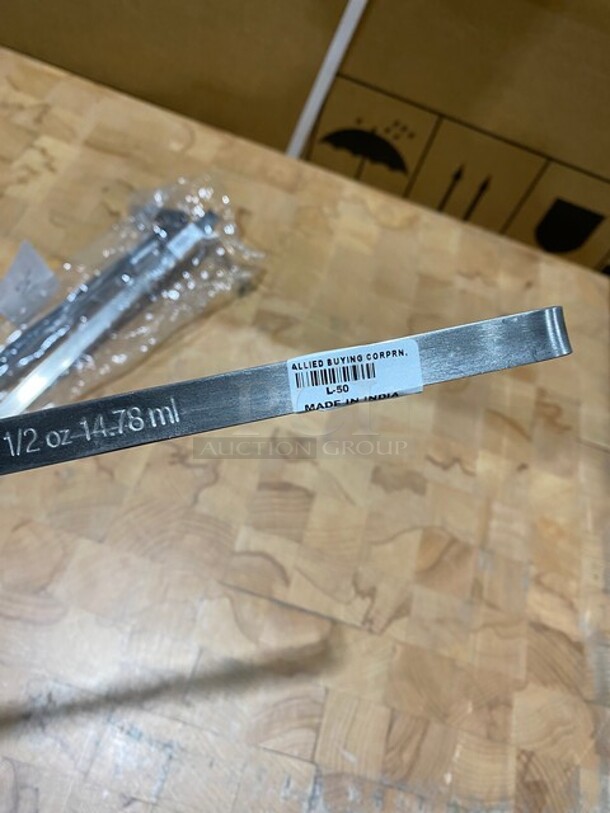 ALLIED BUYING CORPRN.
L-50
MADE IN INDIA
1/2 oz 14.78 ml
AUCTION GROUP